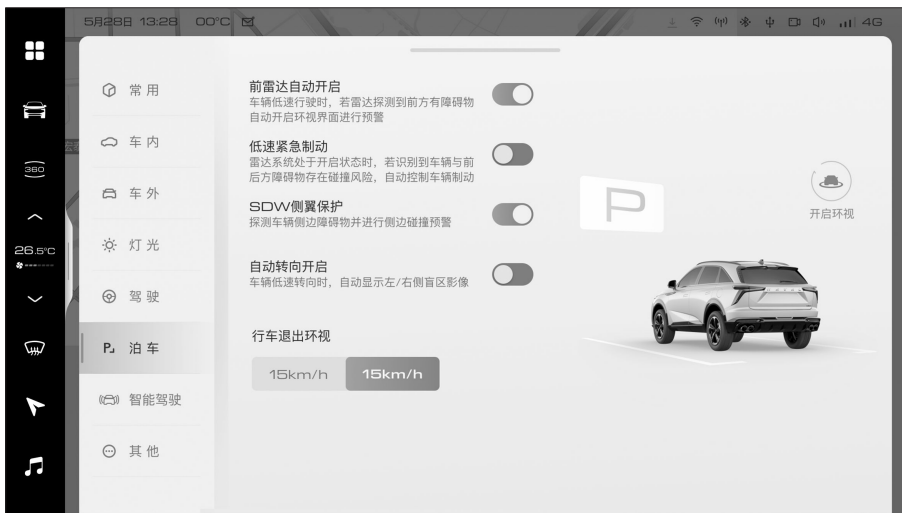 5月28日 13:28 00°C
4G
360
26.5°C
常用
车内
车外
灯光
驾驶
P 泊车
智能驾驶
其他
前雷达自动开启
车辆低速行驶时，若雷达探测到前方有障碍物
自动开启环视界面进行预警
低速紧急制动
雷达系统处于开启状态时，若识别到车辆与前
后方障碍物存在碰撞风险，自动控制车辆制动
SDW侧翼保护
探测车辆侧边障碍物并进行侧边碰撞预警
自动转向开启
车辆低速转向时，自动显示左/右侧盲区影像
行车退出环视
15km/h 15km/h
P
开启环视